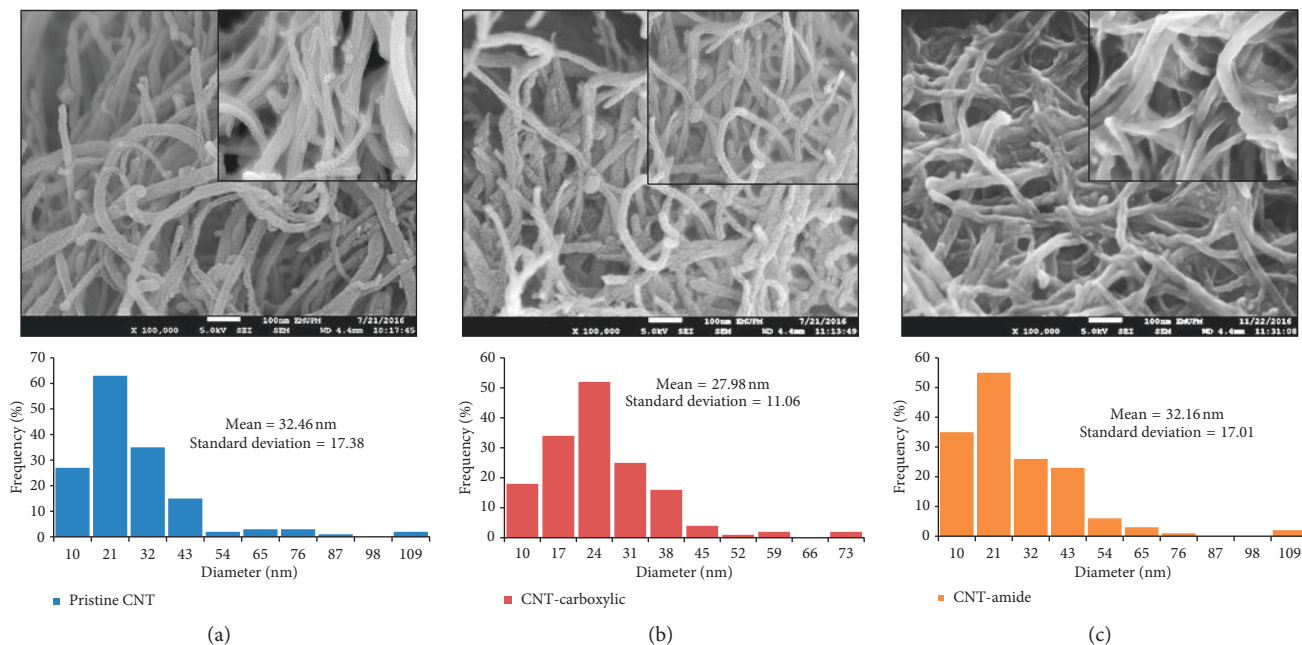 100nm EMUPM 7/21/2016
X 100,000 5.0kV SEI SEM WD 4.4mm 10:17:45
100nm EMUPM 7/21/2016
X 100,000 5.0kV SEI SEM WD 4.4mm 11:13:49
100nm EMUPM 11/22/2016
X 100,000 5.0kV SEI SEM WD 4.4mm 11:31:08
70
60
50
40
30
20
10
0
Frequency (%)
Mean = 32.46 nm
Standard deviation = 17.38
10 21 32 43 54 65 76 87 98 109
Diameter (nm)
Pristine CNT
(a)
60
50
40
30
20
10
0
Frequency (%)
Mean = 27.98 nm
Standard deviation = 11.06
10 17 24 31 38 45 52 59 66 73
Diameter (nm)
CNT-carboxylic
(b)
60
50
40
30
20
10
0
Frequency (%)
Mean = 32.16 nm
Standard deviation = 17.01
10 21 32 43 54 65 76 87 98 109
Diameter (nm)
CNT-amide
(c)